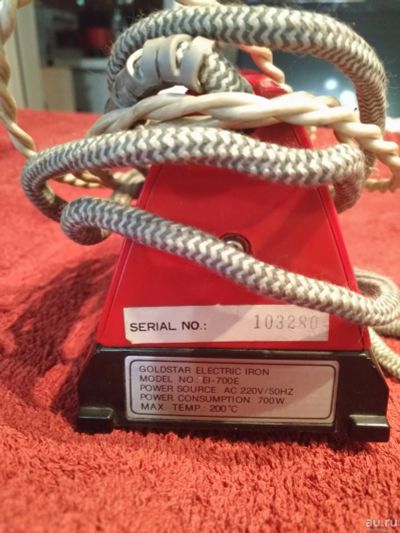 SERIAL NO.: 103280
GOLDSTAR ELECTRIC IRON
MODEL NO.: EI-700E
POWER SOURCE: AC 220V/50HZ
POWER CONSUMPTION: 700W
MAX. TEMP.: 200°C
au.ru